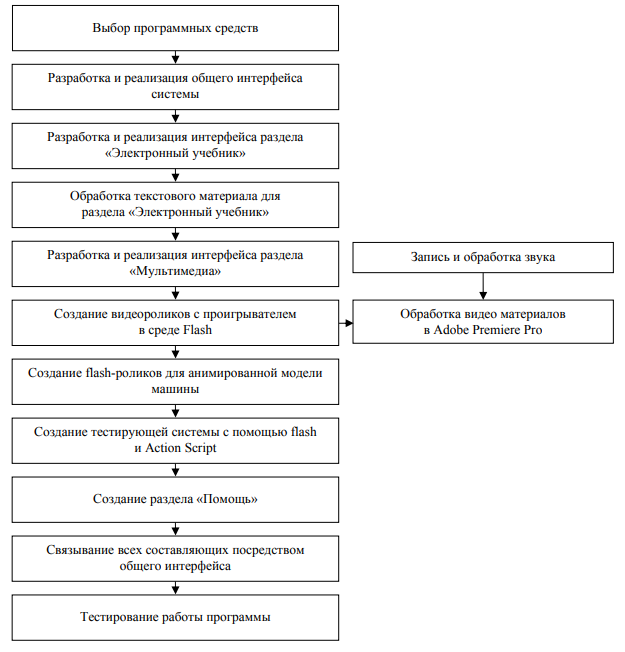 Выбор программных средств
Разработка и реализация общего интерфейса
системы
Разработка и реализация интерфейса раздела
«Электронный учебник»
Обработка текстового материала для
раздела «Электронный учебник»
Разработка и реализация интерфейса раздела
«Мультимедиа»
Запись и обработка звука
Создание видеороликов с проигрывателем
в среде Flash
Обработка видео материалов
в Adobe Premiere Pro
Создание flash-роликов для анимированной модели
машины
Создание тестирующей системы с помощью flash
и Action Script
Создание раздела «Помощь»
Связывание всех составляющих посредством
общего интерфейса
Тестирование работы программы